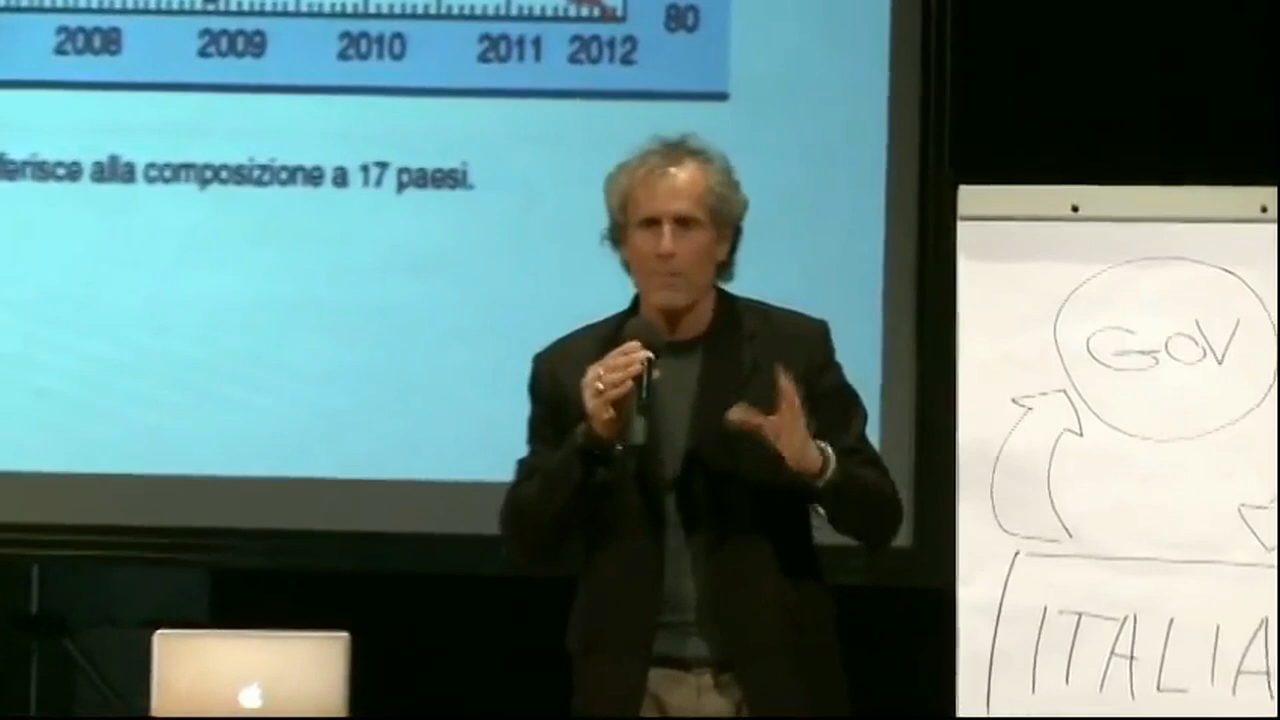 80
2008 2009 2010 2011 2012
ferisce alla composizione a 17 paesi.
GOV
ITALIA